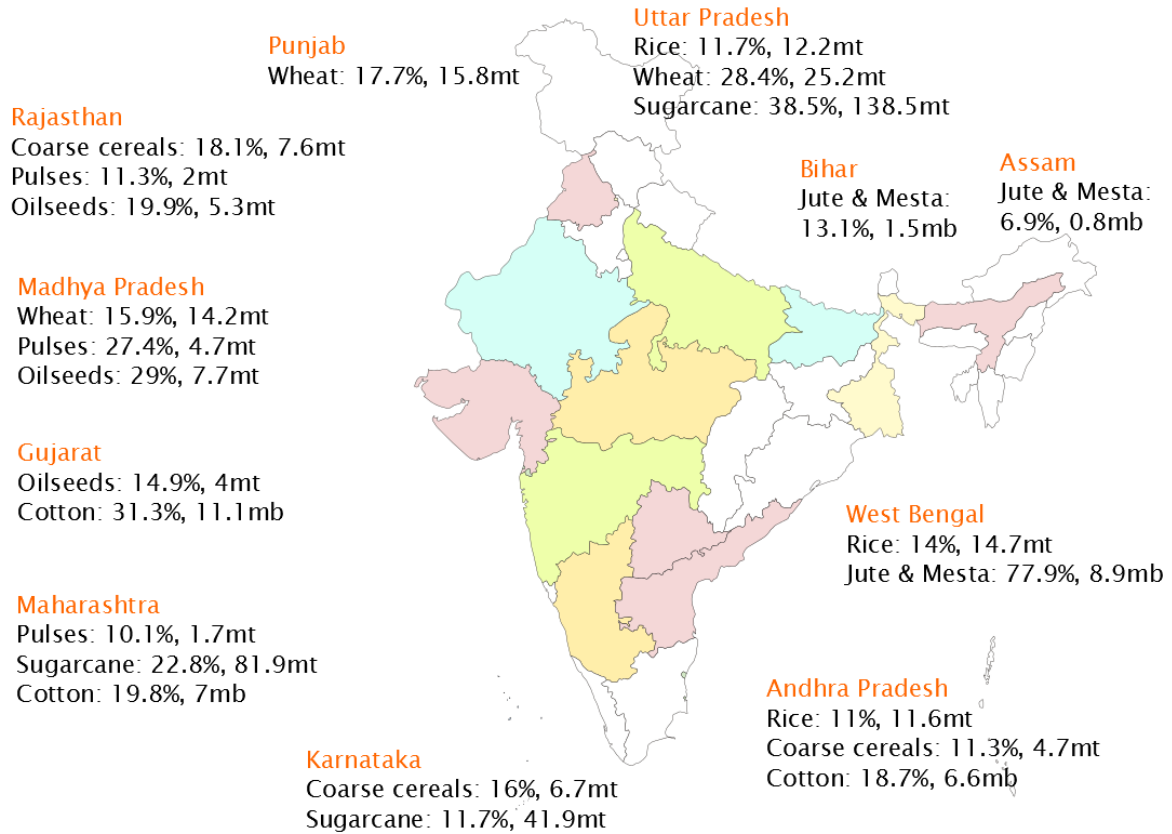 Punjab
Wheat: 17.7%, 15.8mt
Uttar Pradesh
Rice: 11.7%, 12.2mt
Wheat: 28.4%, 25.2mt
Sugarcane: 38.5%, 138.5mt
Rajasthan
Coarse cereals: 18.1%, 7.6mt
Pulses: 11.3%, 2mt
Oilseeds: 19.9%, 5.3mt
Bihar
Jute & Mesta:
13.1%, 1.5mb
Assam
Jute & Mesta:
6.9%, 0.8mb
Madhya Pradesh
Wheat: 15.9%, 14.2mt
Pulses: 27.4%, 4.7mt
Oilseeds: 29%, 7.7mt
Gujarat
Oilseeds: 14.9%, 4mt
Cotton: 31.3%, 11.1mb
West Bengal
Rice: 14%, 14.7mt
Jute & Mesta: 77.9%, 8.9mb
Maharashtra
Pulses: 10.1%, 1.7mt
Sugarcane: 22.8%, 81.9mt
Cotton: 19.8%, 7mb
Andhra Pradesh
Rice: 11%, 11.6mt
Coarse cereals: 11.3%, 4.7mt
Cotton: 18.7%, 6.6mb
Karnataka
Coarse cereals: 16%, 6.7mt
Sugarcane: 11.7%, 41.9mt